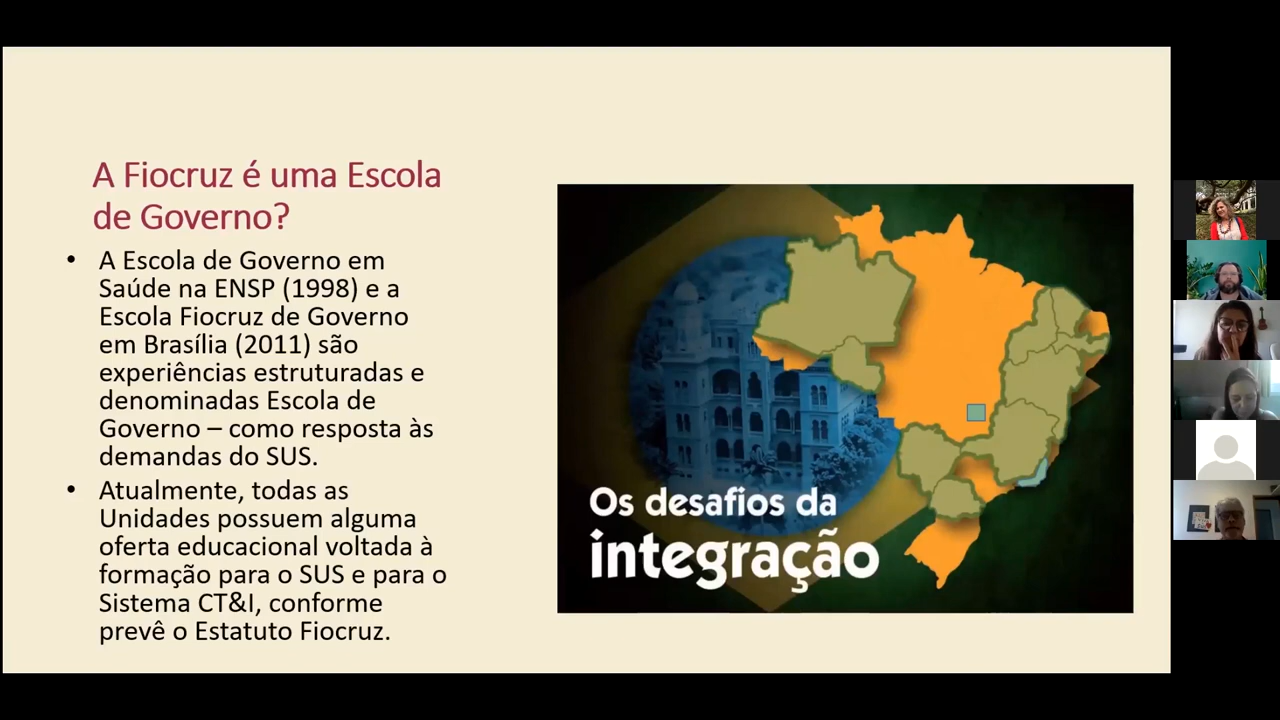 A Fiocruz é uma Escola
de Governo?
• A Escola de Governo em
Saúde na ENSP (1998) e a
Escola Fiocruz de Governo
em Brasília (2011) são
experiências estruturadas e
denominadas Escola de
Governo – como resposta às
demandas do SUS.
• Atualmente, todas as
Unidades possuem alguma
oferta educacional voltada à
formação para o SUS e para o
Sistema CT&I, conforme
prevê o Estatuto Fiocruz.
Os desafios da
integração